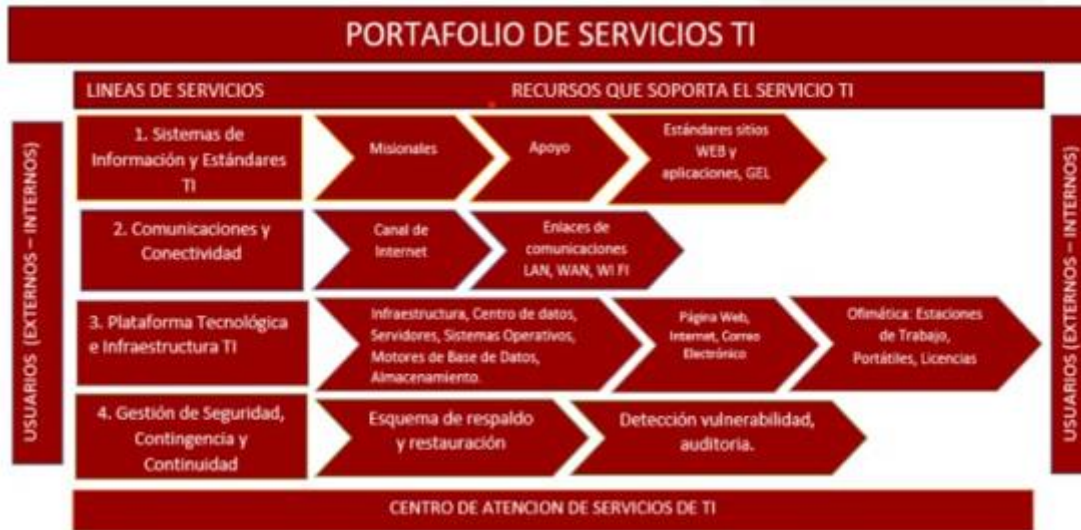 PORTAFOLIO DE SERVICIOS TI
LINEAS DE SERVICIOS
RECURSOS QUE SOPORTA EL SERVICIO TI
USUARIOS (EXTERNOS – INTERNOS)
1. Sistemas de
Información y Estándares
TI
Misionales
Apoyo
Estándares sitios
WEB y
aplicaciones, GEL
2. Comunicaciones y
Conectividad
Canal de
Internet
Enlaces de
comunicaciones
LAN, WAN, WI FI
3. Plataforma Tecnológica
e Infraestructura TI
Infraestructura, Centro de datos,
Servidores, Sistemas Operativos,
Motores de Base de Datos,
Almacenamiento.
Página Web,
Internet, Correo
Electrónico
Ofimática: Estaciones
de Trabajo,
Portátiles, Licencias
4. Gestión de Seguridad,
Contingencia y
Continuidad
Esquema de respaldo
y restauración
Detección vulnerabilidad,
auditoria.
USUARIOS (EXTERNOS – INTERNOS)
CENTRO DE ATENCION DE SERVICIOS DE TI